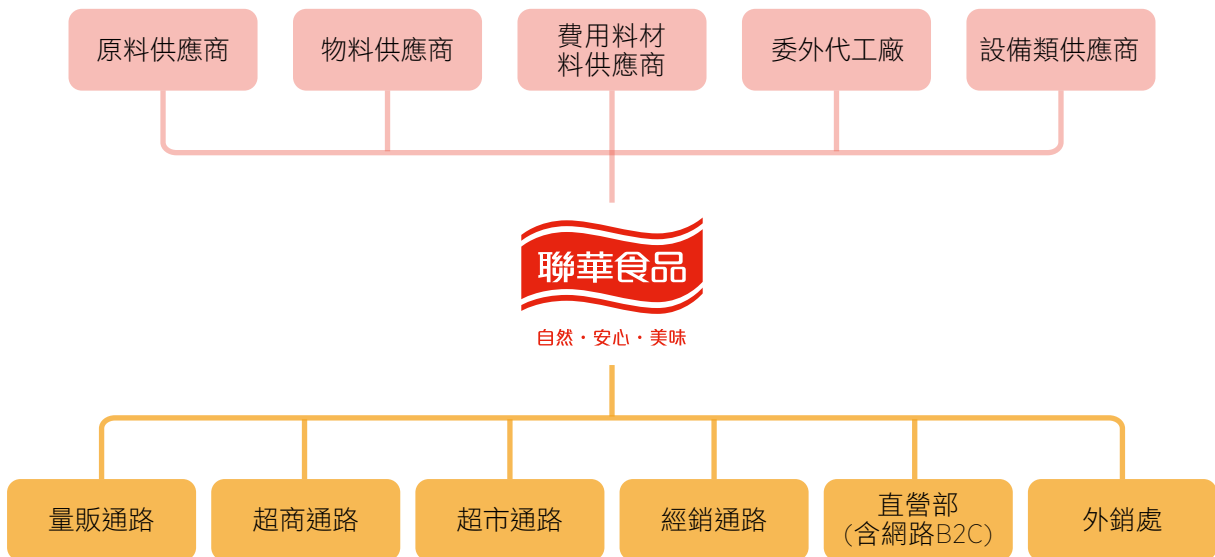 原料供應商
物料供應商
費用料材
料供應商
委外代工廠
設備類供應商
聯華食品
自然・安心・美味
量販通路
超商通路
超市通路
經銷通路
直營部
(含網路B2C)
外銷處